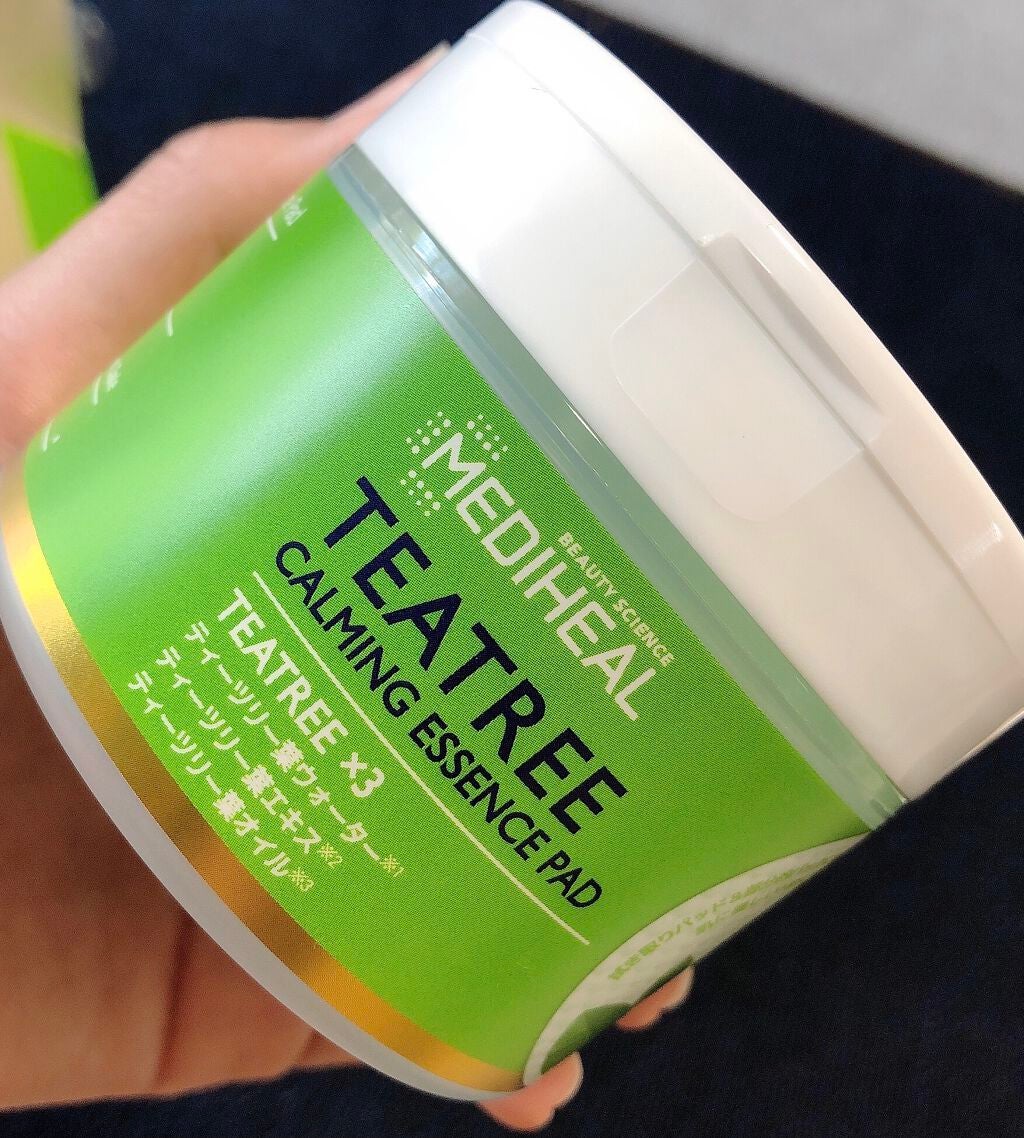 BEAUTY SCIENCE
MEDIHEAL
TEATREE
CALMING ESSENCE PAD
TEATREE ×3
ティーツリー葉ウォーター※1
ティーツリー葉エキス※2
ティーツリー葉オイル※3